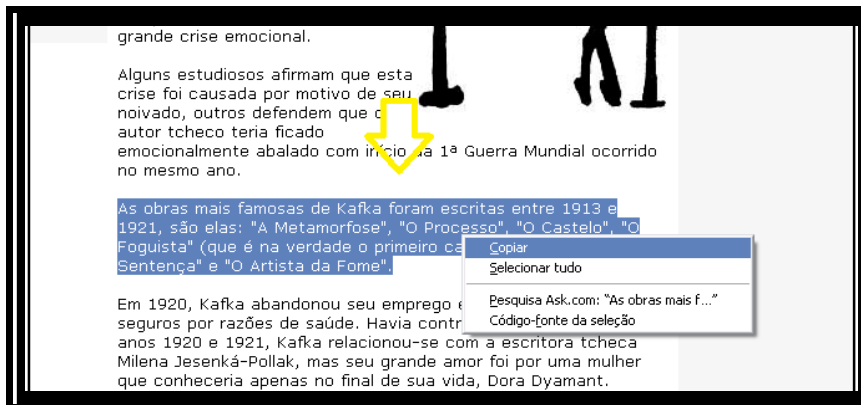 grande crise emocional.
Alguns estudiosos afirmam que esta
crise foi causada por motivo de seu
noivado, outros defendem que o
autor tcheco teria ficado
emocionalmente abalado com início da 1ª Guerra Mundial ocorrido
no mesmo ano.
As obras mais famosas de Kafka foram escritas entre 1913 e
1921, são elas: "A Metamorfose", "O Processo", "O Castelo", "O
Foguista" (que é na verdade o primeiro
Sentença" e "O Artista da Fome".
Copiar
Selecionar tudo
Pesquisa Ask.com: “As obras mais f...”
Código-fonte da seleção
Em 1920, Kafka abandonou seu emprego
seguros por razões de saúde. Havia
anos 1920 e 1921, Kafka relacionou-se com a escritora tcheca
Milena Jesenká-Pollak, mas seu grande amor foi por uma mulher
que conheceria apenas no final de sua vida, Dora Dyamant.